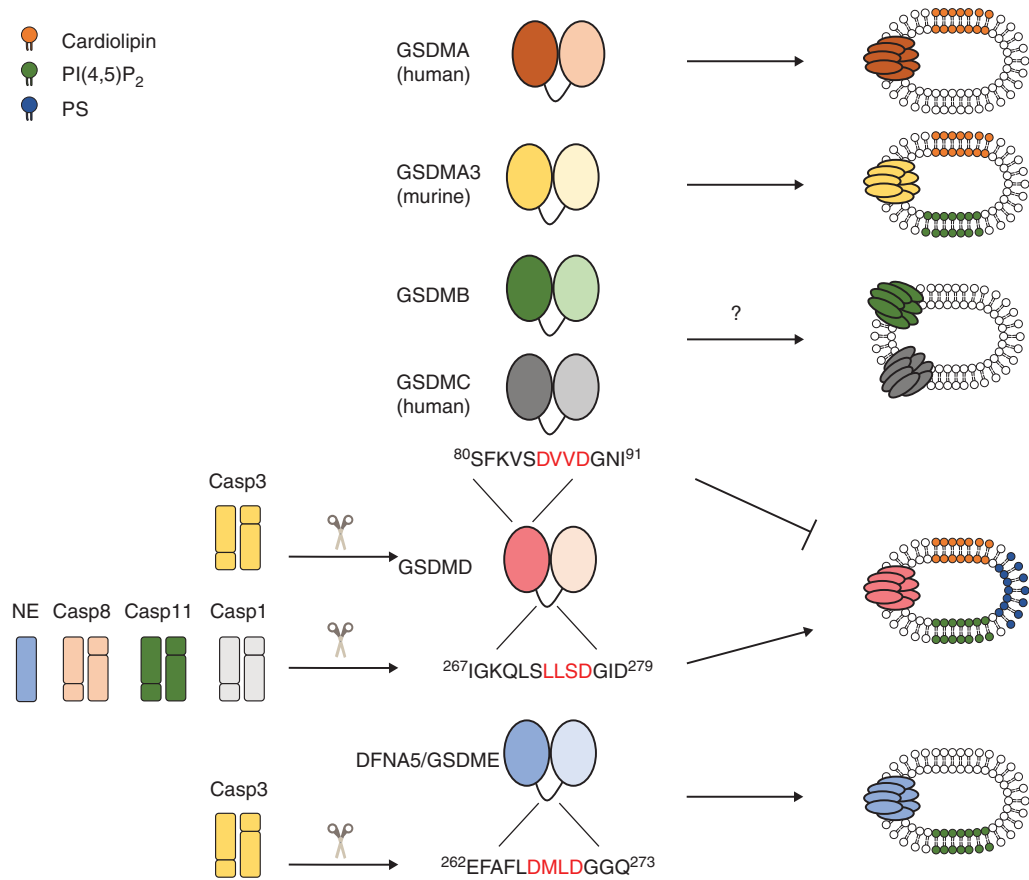 Cardiolipin
PI(4,5)P₂
PS
GSDMA
(human)
GSDMA3
(murine)
GSDMB
?
GSDMC
(human)
⁸⁰SFKVSDVVDGNI⁹¹
Casp3
GSDMD
NE Casp8 Casp11 Casp1
²⁶⁷IGKQLSLLSDGID²⁷⁹
DFNA5/GSDME
Casp3
²⁶²EFAFLDMLDGGQ²⁷³